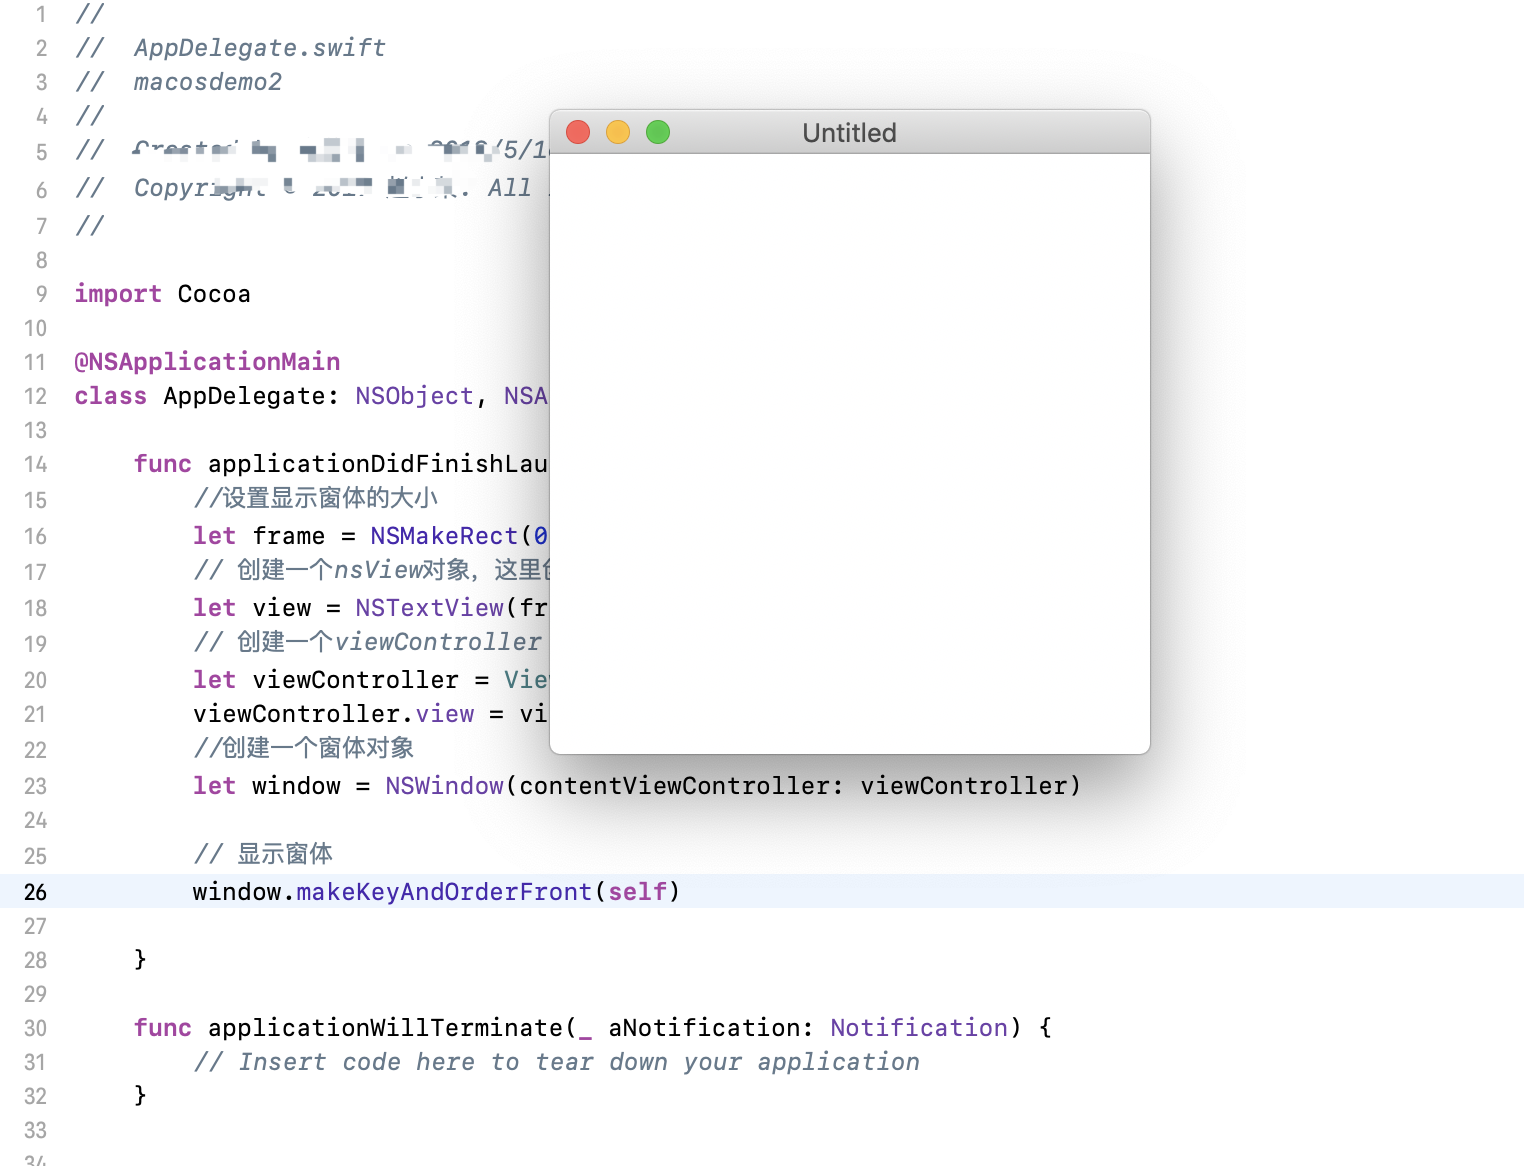 1 //
2 // AppDelegate.swift
3 // macosdemo2
4 //
5 // /5/1
6 // All
7 //
8
9 import Cocoa
10
11 @NSApplicationMain
12 class AppDelegate: NSObject, NSA
13
14 func applicationDidFinishLau
15 //设置显示窗体的大小
16 let frame = NSMakeRect(0
17 // 创建一个nsView对象，这里创
18 let view = NSTextView(fr
19 // 创建一个viewController
20 let viewController = View
21 viewController.view = vi
22 //创建一个窗体对象
23 let window = NSWindow(contentViewController: viewController)
24
25 // 显示窗体
26 window.makeKeyAndOrderFront(self)
27
28 }
29
30 func applicationWillTerminate(_ aNotification: Notification) {
31 // Insert code here to tear down your application
32 }
33
34
Untitled